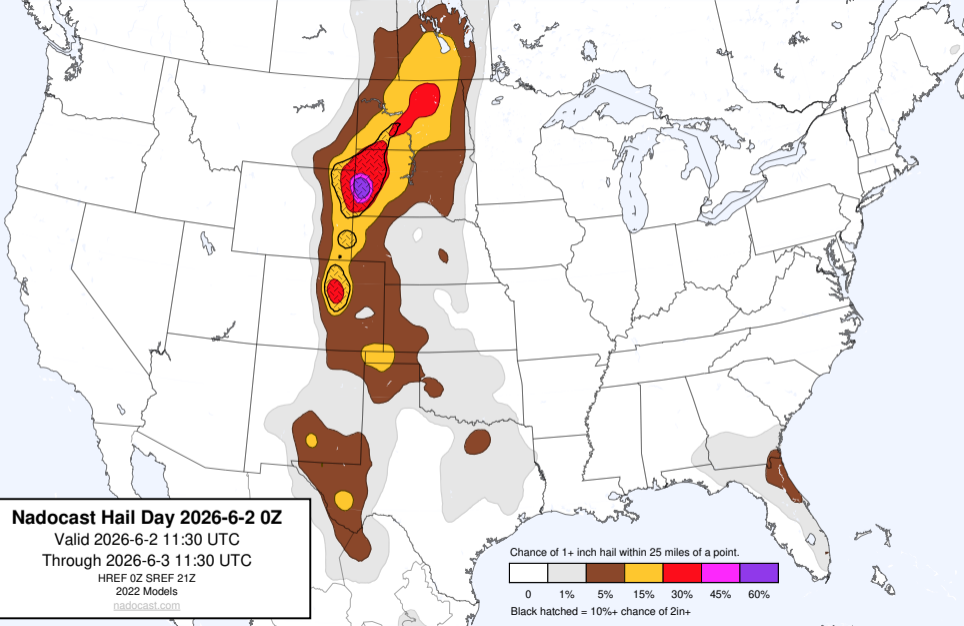 Nadocast Hail Day 2026-6-2 0Z
Valid 2026-6-2 11:30 UTC
Through 2026-6-3 11:30 UTC
HREF 0Z SREF 21Z
2022 Models
nadocast.com
Chance of 1+ inch hail within 25 miles of a point.
0 1% 5% 15% 30% 45% 60%
Black hatched = 10%+ chance of 2in+